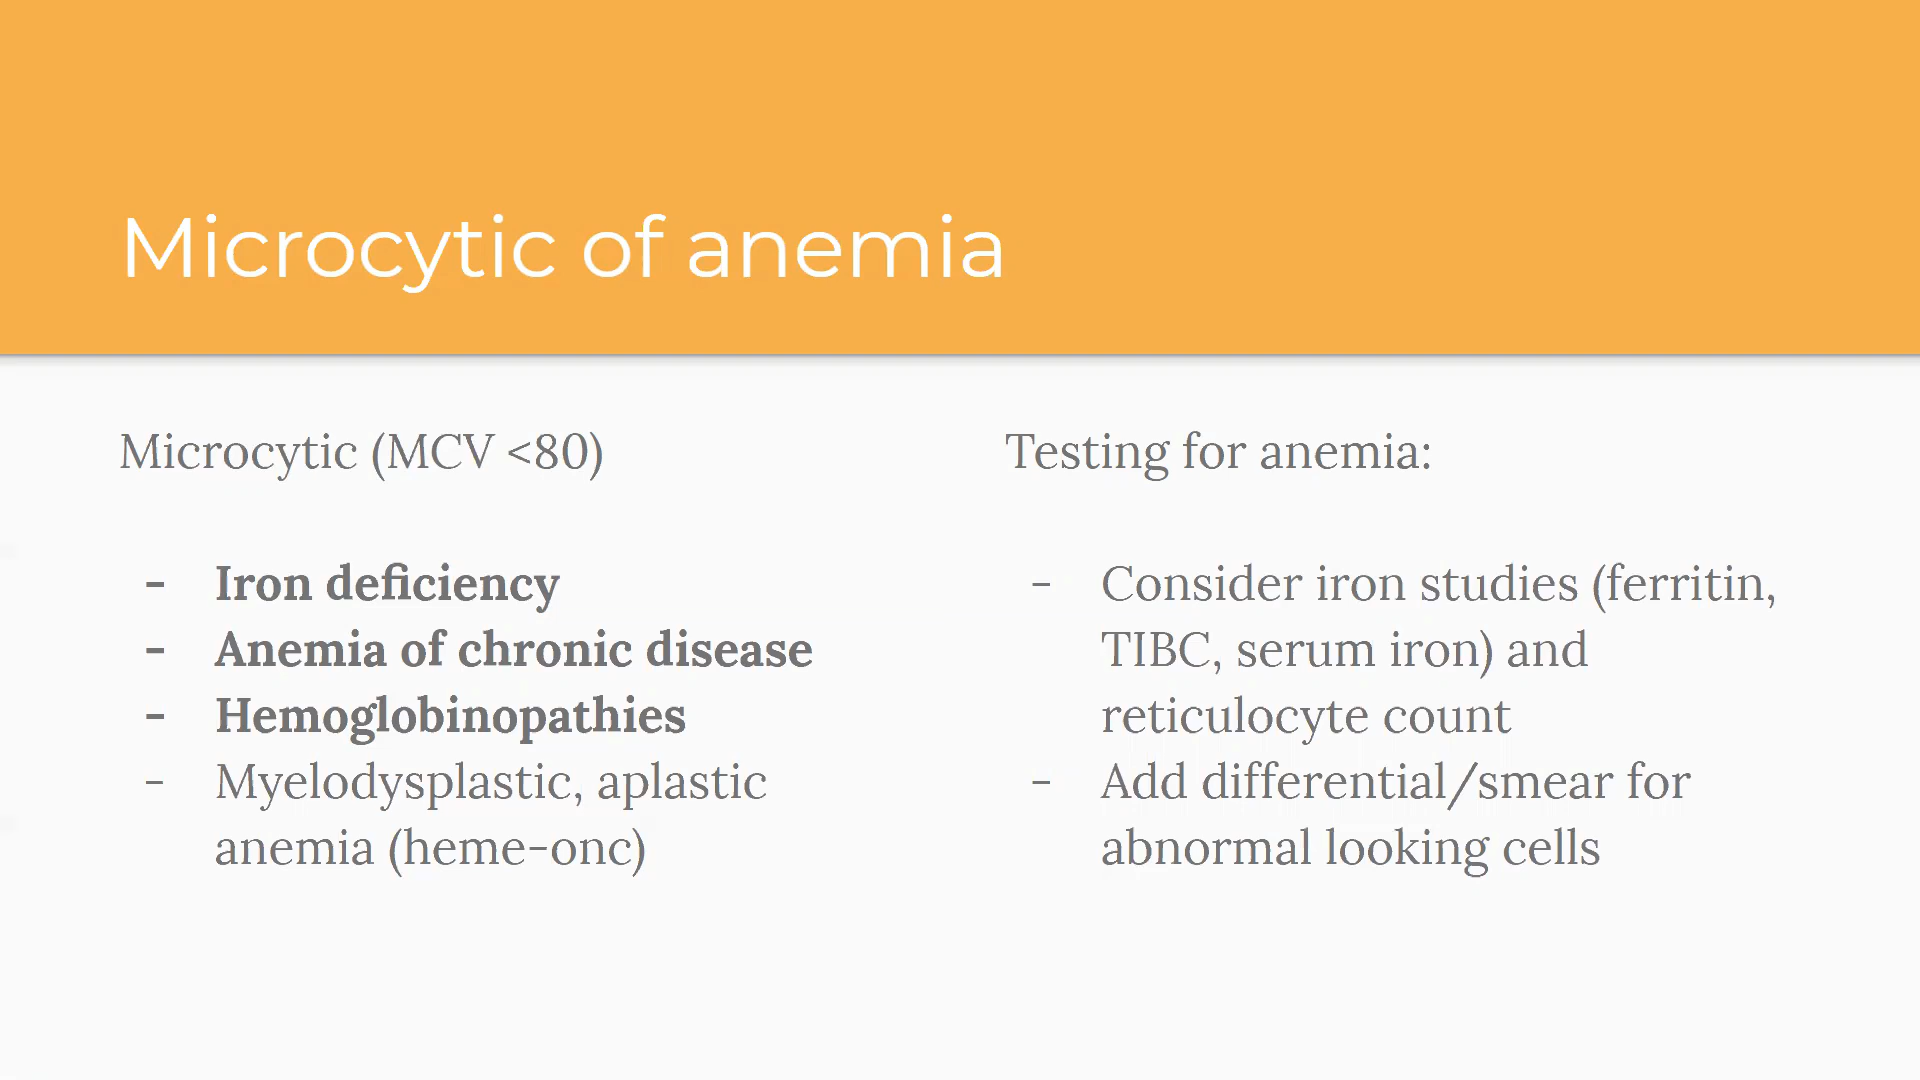 Microcytic of anemia
Microcytic (MCV <80)
- Iron deficiency
- Anemia of chronic disease
- Hemoglobinopathies
- Myelodysplastic, aplastic
anemia (heme-onc)
Testing for anemia:
- Consider iron studies (ferritin,
TIBC, serum iron) and
reticulocyte count
- Add differential/smear for
abnormal looking cells